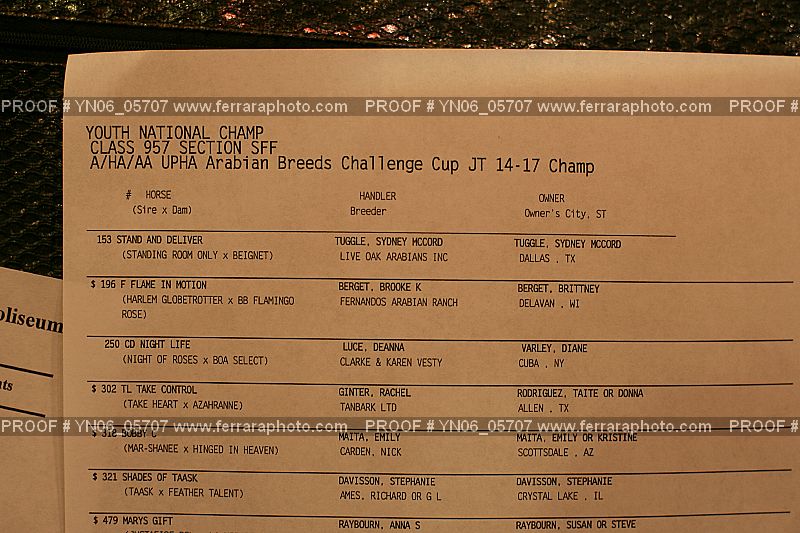 PROOF # YN06_05707 www.ferraraphoto.com PROOF # YN06_05707 www.ferraraphoto.com PROOF #
YOUTH NATIONAL CHAMP
CLASS 957 SECTION SFF
A/HA/AA UPHA Arabian Breeds Challenge Cup JT 14-17 Champ
# HORSE HANDLER OWNER
(Sire x Dam) Breeder Owner's City, ST
153 STAND AND DELIVER TUGGLE, SYDNEY MCCORD TUGGLE, SYDNEY MCCORD
(STANDING ROOM ONLY x BEIGNET) LIVE OAK ARABIANS INC DALLAS , TX
$ 196 F FLAME IN MOTION BERGET, BROOKE K BERGET, BRITTNEY
(HARLEM GLOBETROTTER x BB FLAMINGO FERNANDOS ARABIAN RANCH DELAVAN , WI
ROSE)
oliseum
250 CD NIGHT LIFE LUCE, DEANNA VARLEY, DIANE
(NIGHT OF ROSES x BOA SELECT) CLARKE & KAREN VESTY CUBA , NY
nts
$ 302 TL TAKE CONTROL GINTER, RACHEL RODRIGUEZ, TAITE OR DONNA
(TAKE HEART x AZAHRANNE) TANBARK LTD ALLEN , TX
PROOF # YN06_05707 www.ferraraphoto.com PROOF # YN06_05707 www.ferraraphoto.com PROOF #
$ 312 BOBBY C MAITA, EMILY MAITA, EMILY OR KRISTINE
(MAR-SHANEE x HINGED IN HEAVEN) CARDEN, NICK SCOTTSDALE , AZ
$ 321 SHADES OF TAASK DAVISSON, STEPHANIE DAVISSON, STEPHANIE
(TAASK x FEATHER TALENT) AMES, RICHARD OR G L CRYSTAL LAKE , IL
$ 479 MARYS GIFT RAYBOURN, ANNA S RAYBOURN, SUSAN OR STEVE